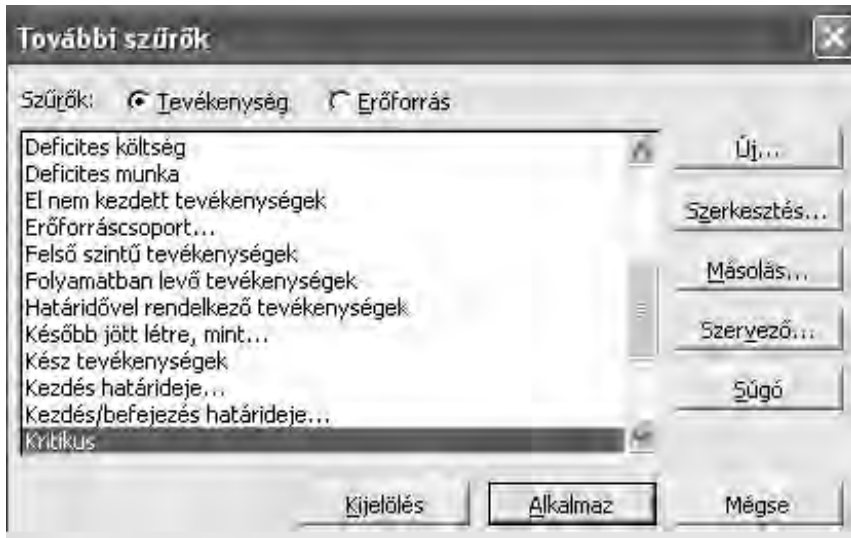 További szűrők
Szűrők: Tevékenység Erőforrás
Deficites költség
Deficites munka
El nem kezdett tevékenységek
Erőforráscsoport...
Felső szintű tevékenységek
Folyamatban levő tevékenységek
Határidővel rendelkező tevékenységek
Később jött létre, mint...
Kész tevékenységek
Kezdés határideje...
Kezdés/befejezés határideje...
Kritikus
Új...
Szerkesztés...
Másolás...
Szervező...
Súgó
Kijelölés Alkalmaz Mégse